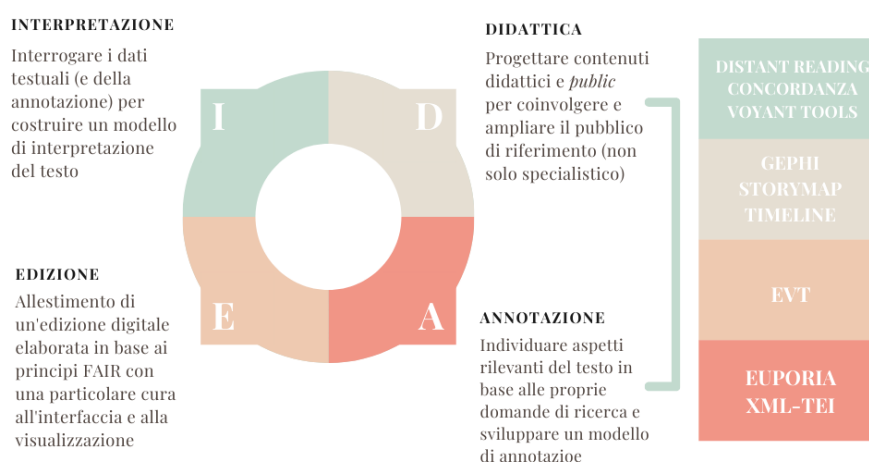 INTERPRETAZIONE
Interrogare i dati
testuali (e della
annotazione) per
costruire un modello
di interpretazione
del testo
EDIZIONE
Allestimento di
un'edizione digitale
elaborata in base ai
principi FAIR con
una particolare cura
all'interfaccia e alla
visualizzazione
I
D
E
A
DIDATTICA
Progettare contenuti
didattici e public
per coinvolgere e
ampliare il pubblico
di riferimento (non
solo specialistico)
ANNOTAZIONE
Individuare aspetti
rilevanti del testo in
base alle proprie
domande di ricerca e
sviluppare un modello
di annotazioe
DISTANT READING
CONCORDANZA
VOYANT TOOLS
GEPHI
STORYMAP
TIMELINE
EVT
EUPORIA
XML-TEI